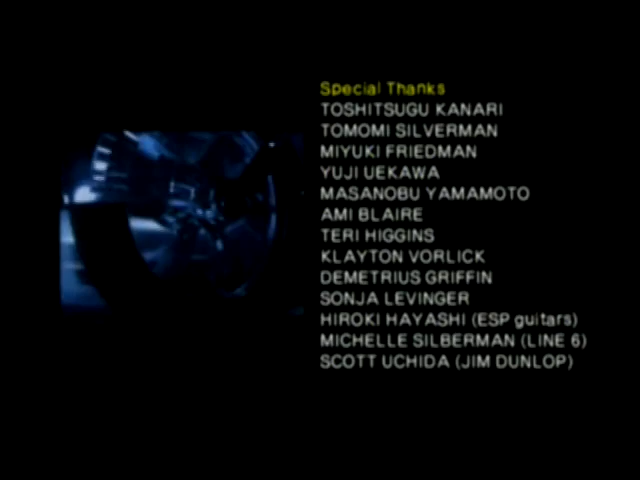 Special Thanks
TOSHITSUGU KANARI
TOMOMI SILVERMAN
MIYUKI FRIEDMAN
YUJI UEKAWA
MASANOBU YAMAMOTO
AMI BLAIRE
TERI HIGGINS
KLAYTON VORLICK
DEMETRIUS GRIFFIN
SONJA LEVINGER
HIROKI HAYASHI (ESP guitars)
MICHELLE SILBERMAN (LINE 6)
SCOTT UCHIDA (JIM DUNLOP)